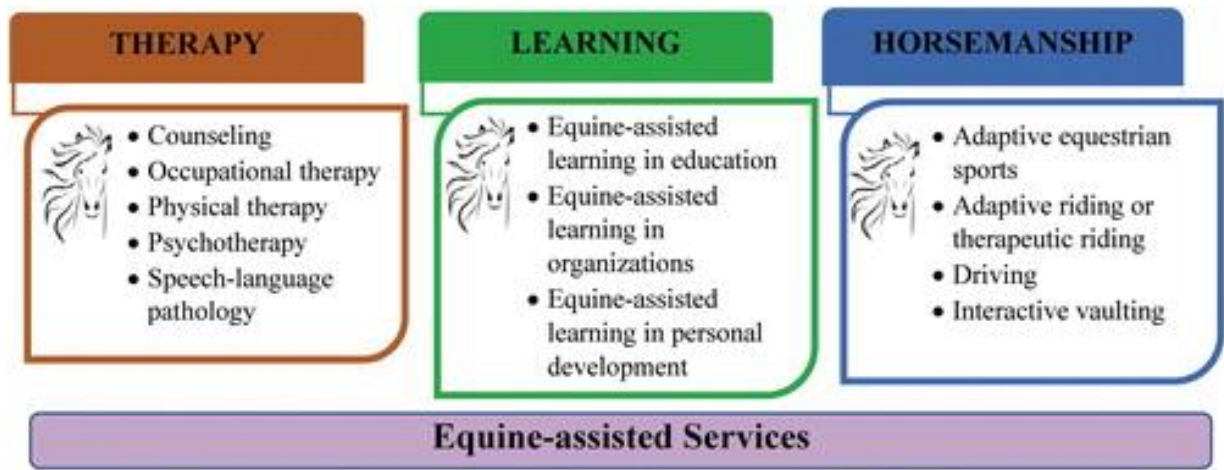 THERAPY
• Counseling
• Occupational therapy
• Physical therapy
• Psychotherapy
• Speech-language
pathology
LEARNING
• Equine-assisted
learning in education
• Equine-assisted
learning in
organizations
• Equine-assisted
learning in personal
development
HORSEMANSHIP
• Adaptive equestrian
sports
• Adaptive riding or
therapeutic riding
• Driving
• Interactive vaulting
Equine-assisted Services